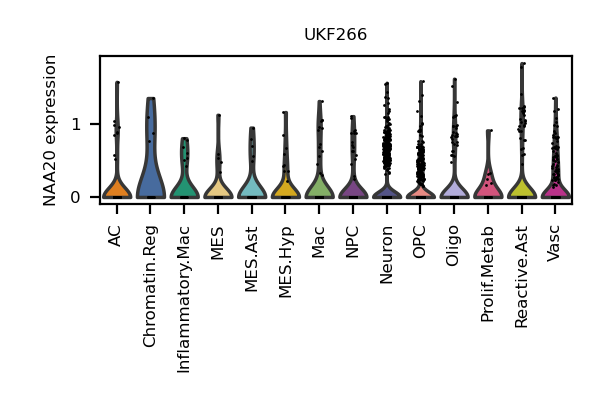 UKF266
NAA20 expression
1
0
AC
Chromatin.Reg
Inflammatory.Mac
MES
MES.Ast
MES.Hyp
Mac
NPC
Neuron
OPC
Oligo
Prolif.Metab
Reactive.Ast
Vasc